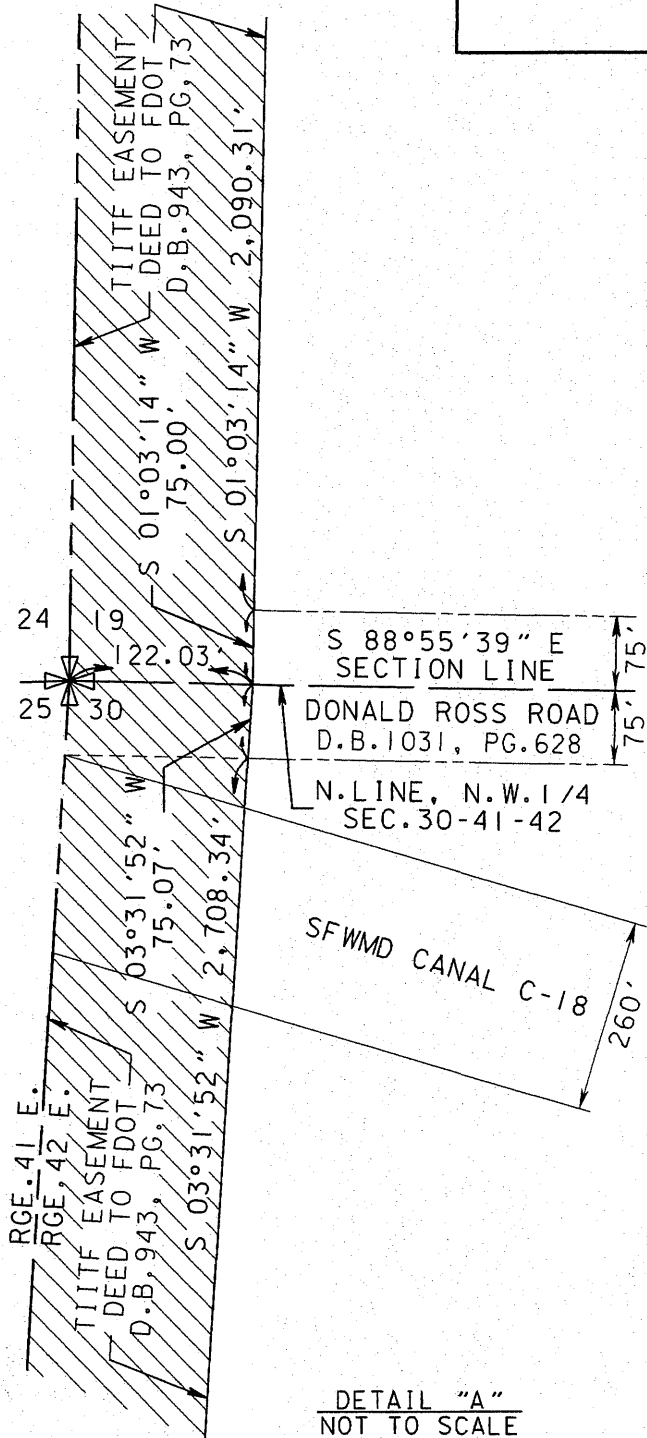 TIITF EASEMENT
DEED TO FDOT
D.B.943, PG.73
S 01°03'14" W
75.00'
S 01°03'14" W 2,090.31"
24 19
122.03'
25 30
S 88°55'39" E
SECTION LINE
75'
DONALD ROSS ROAD
D.B.1031, PG.628
75'
N.LINE, N.W.1/4
SEC.30-41-42
S 03°31'52" W
75.07'
S 03°31'52" W 2,708.34'
SFWMD CANAL C-18
260'
RGE.41 E.
RGE.42 E.
TIITF EASEMENT
DEED TO FDOT
D.B.943, PG.73
DETAIL "A"
NOT TO SCALE